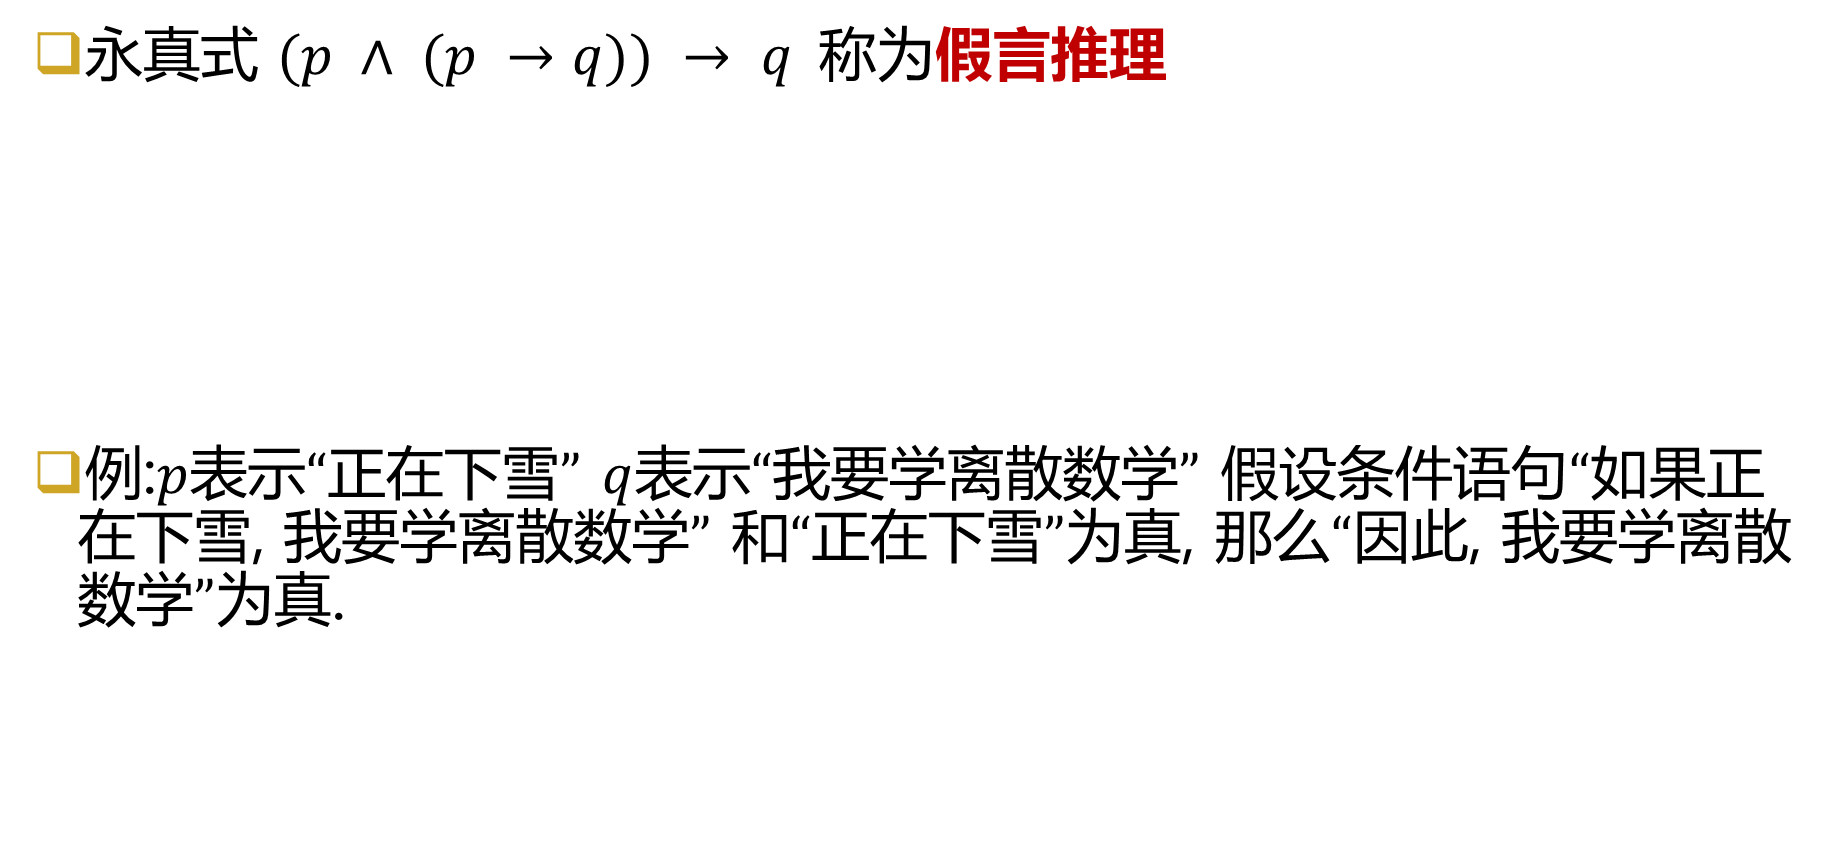 ❑永真式 (p ∧ (p → q)) → q 称为假言推理
❑例:p表示“正在下雪” q表示“我要学离散数学” 假设条件语句“如果正
在下雪, 我要学离散数学” 和“正在下雪”为真, 那么“因此, 我要学离散
数学”为真.